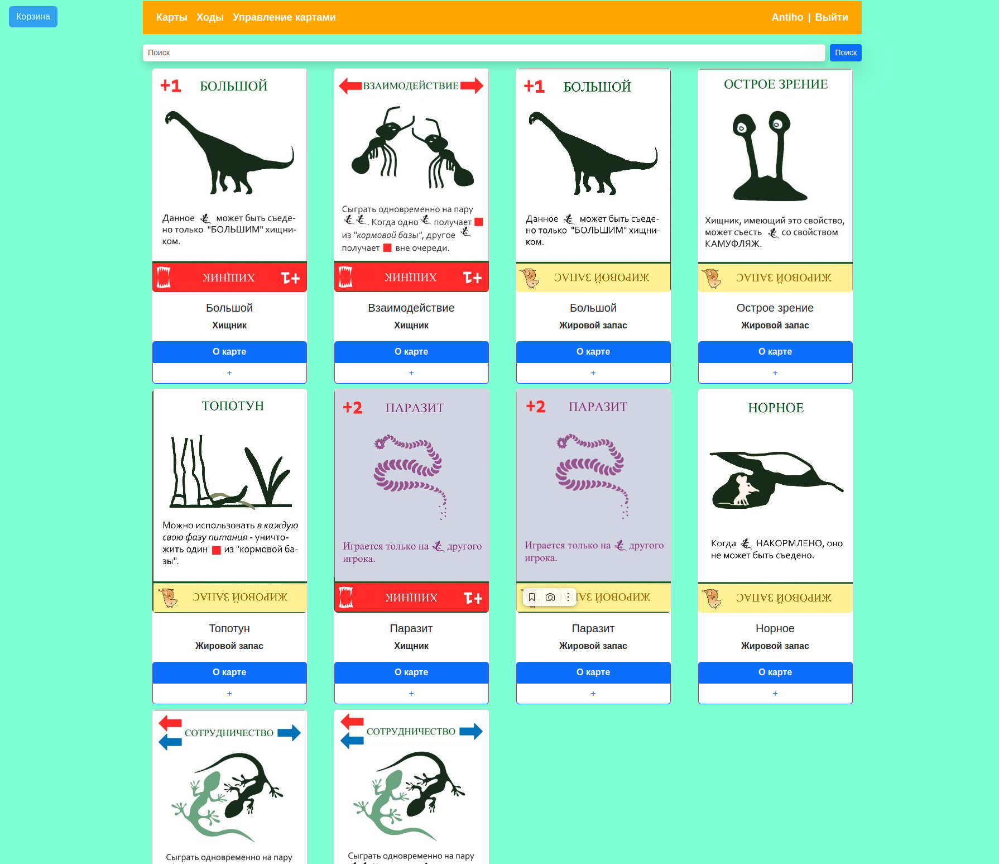 Корзина
Карты Ходы Управление картами
Antiho | Выйти
Поиск
Поиск
+1 БОЛЬШОЙ
Данное может быть съеде-
но только "БОЛЬШИМ" хищни-
ком.
ХИЩНИК +1
Большой
Хищник
О карте
+
ВЗАИМОДЕЙСТВИЕ
Сыграть одновременно на пару
. Когда одно получает
из "кормовой базы", другое
получает вне очереди.
ХИЩНИК +1
Взаимодействие
Хищник
О карте
+
+1 БОЛЬШОЙ
Данное может быть съеде-
но только "БОЛЬШИМ" хищни-
ком.
ЖИРОВОЙ ЗАПАС
Большой
Жировой запас
О карте
+
ОСТРОЕ ЗРЕНИЕ
Хищник, имеющий это свойство,
может съесть со свойством
КАМУФЛЯЖ.
ЖИРОВОЙ ЗАПАС
Острое зрение
Жировой запас
О карте
+
ТОПОТУН
Можно использовать в каждую
свою фазу питания - уничто-
жить один из "кормовой ба-
зы".
ЖИРОВОЙ ЗАПАС
Топотун
Жировой запас
О карте
+
+2 ПАРАЗИТ
Играется только на другого
игрока.
ХИЩНИК +1
Паразит
Хищник
О карте
+
+2 ПАРАЗИТ
Играется только на другого
игрока.
ЖИРОВОЙ ЗАПАС
Паразит
Жировой запас
О карте
+
НОРНОЕ
Когда НАКОРМЛЕНО, оно
не может быть съедено.
ЖИРОВОЙ ЗАПАС
Норное
Жировой запас
О карте
+
СОТРУДНИЧЕСТВО
Сыграть одновременно на пару
СОТРУДНИЧЕСТВО
Сыграть одновременно на пару